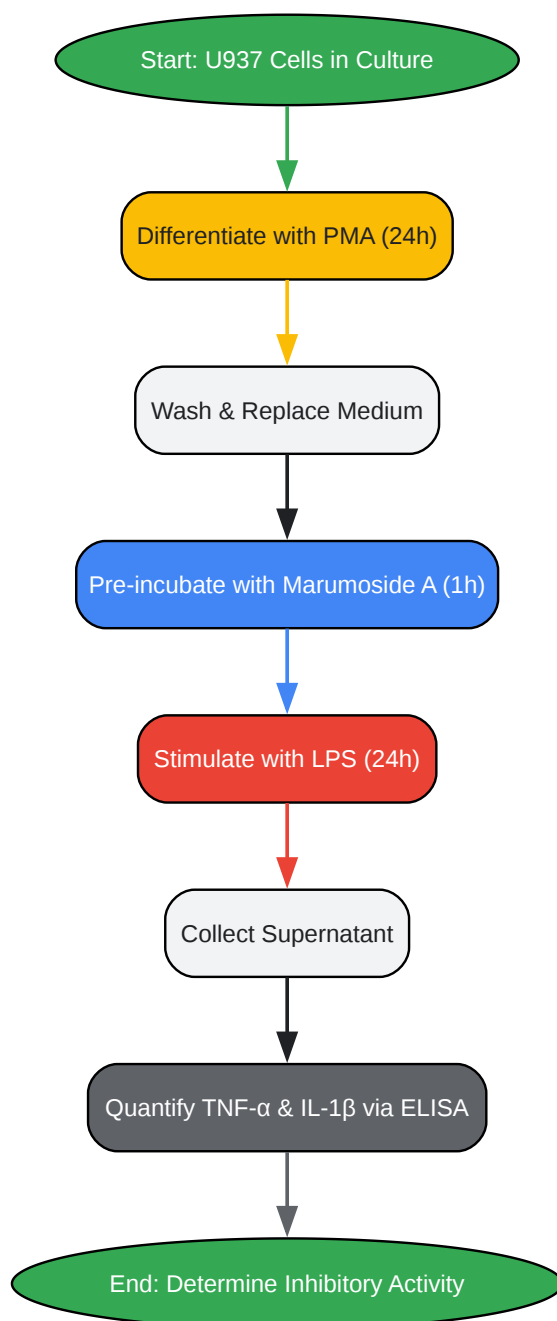 Start: U937 Cells in Culture
Differentiate with PMA (24h)
Wash & Replace Medium
Pre-incubate with Marumoside A (1h)
Stimulate with LPS (24h)
Collect Supernatant
Quantify TNF-α & IL-1β via ELISA
End: Determine Inhibitory Activity